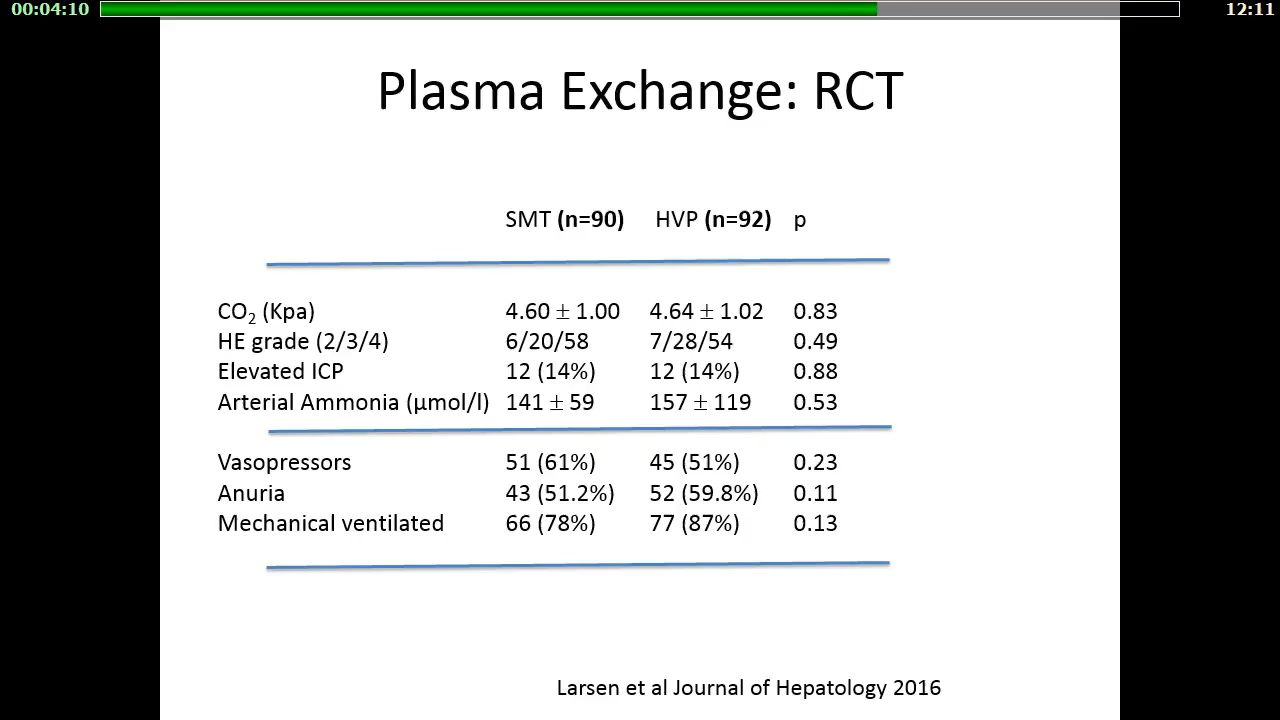 00:04:10 12:11
Plasma Exchange: RCT
SMT (n=90) HVP (n=92) p
CO₂ (Kpa) 4.60 ± 1.00 4.64 ± 1.02 0.83
HE grade (2/3/4) 6/20/58 7/28/54 0.49
Elevated ICP 12 (14%) 12 (14%) 0.88
Arterial Ammonia (µmol/l) 141 ± 59 157 ± 119 0.53
Vasopressors 51 (61%) 45 (51%) 0.23
Anuria 43 (51.2%) 52 (59.8%) 0.11
Mechanical ventilated 66 (78%) 77 (87%) 0.13
Larsen et al Journal of Hepatology 2016